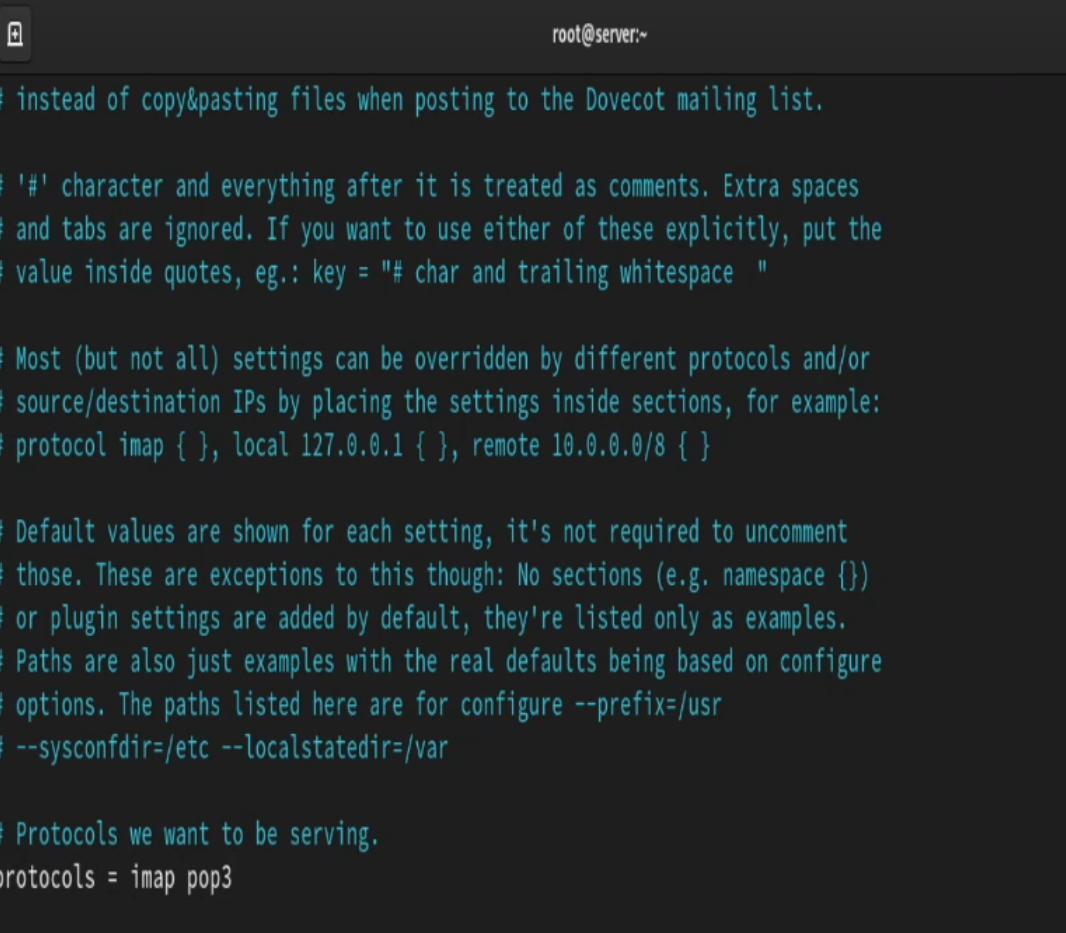 root@server:~
# instead of copy&pasting files when posting to the Dovecot mailing list.
# '#' character and everything after it is treated as comments. Extra spaces
# and tabs are ignored. If you want to use either of these explicitly, put the
# value inside quotes, eg.: key = "# char and trailing whitespace  "
# Most (but not all) settings can be overridden by different protocols and/or
# source/destination IPs by placing the settings inside sections, for example:
# protocol imap { }, local 127.0.0.1 { }, remote 10.0.0.0/8 { }
# Default values are shown for each setting, it's not required to uncomment
# those. These are exceptions to this though: No sections (e.g. namespace {})
# or plugin settings are added by default, they're listed only as examples.
# Paths are also just examples with the real defaults being based on configure
# options. The paths listed here are for configure --prefix=/usr
# --sysconfdir=/etc --localstatedir=/var
# Protocols we want to be serving.
protocols = imap pop3